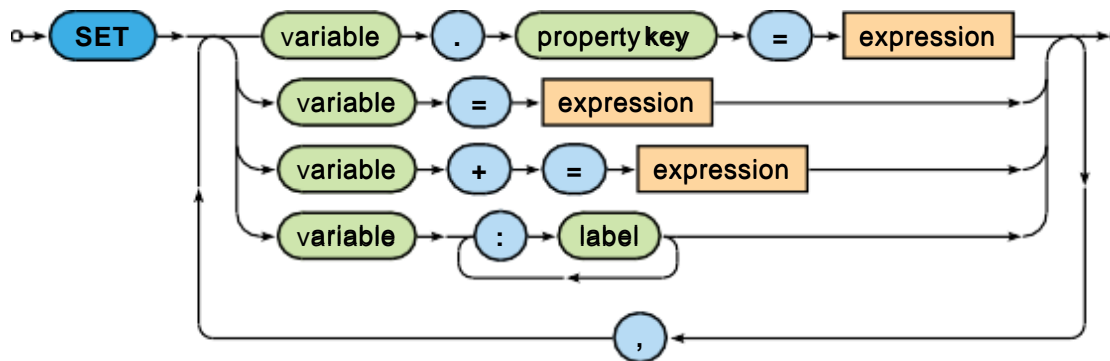 SET variable . property key = expression
variable = expression
variable + = expression
variable : label
,